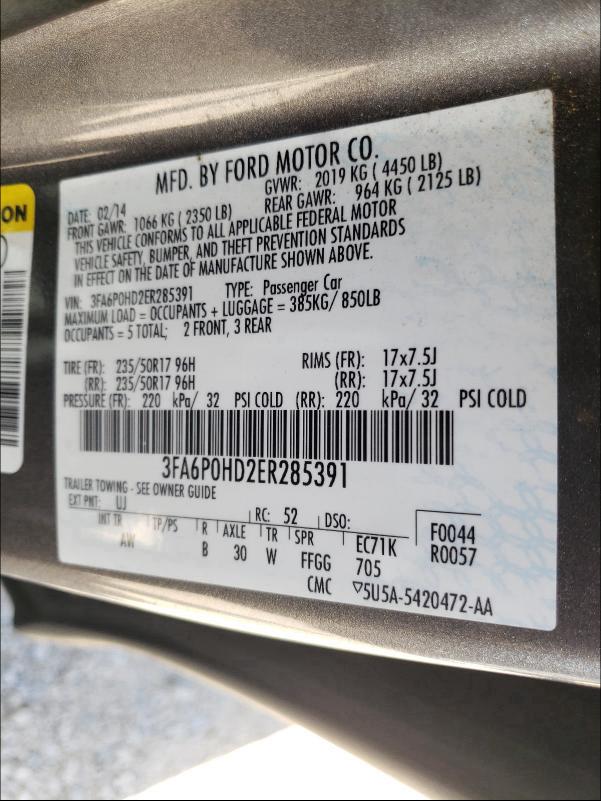 MFD. BY FORD MOTOR CO.
DATE: 02/14 GVWR: 2019 KG ( 4450 LB)
FRONT GAWR: 1066 KG ( 2350 LB) REAR GAWR: 964 KG ( 2125 LB)
THIS VEHICLE CONFORMS TO ALL APPLICABLE FEDERAL MOTOR
VEHICLE SAFETY, BUMPER, AND THEFT PREVENTION STANDARDS
IN EFFECT ON THE DATE OF MANUFACTURE SHOWN ABOVE.
VIN: 3FA6P0HD2ER285391 TYPE: Passenger Car
MAXIMUM LOAD = OCCUPANTS + LUGGAGE = 385KG/ 850LB
OCCUPANTS = 5 TOTAL; 2 FRONT, 3 REAR
TIRE (FR): 235/50R17 96H RIMS (FR): 17x7.5J
(RR): 235/50R17 96H (RR): 17x7.5J
PRESSURE (FR): 220 kPa/ 32 PSI COLD (RR): 220 kPa/ 32 PSI COLD
3FA6P0HD2ER285391
TRAILER TOWING - SEE OWNER GUIDE
EXT PNT: UJ RC: 52 DSO: F0044
INT TR TP/PS R AXLE TR SPR EC71K R0057
AW B 30 W FFGG 705
CMC ▽5U5A-5420472-AA
ON